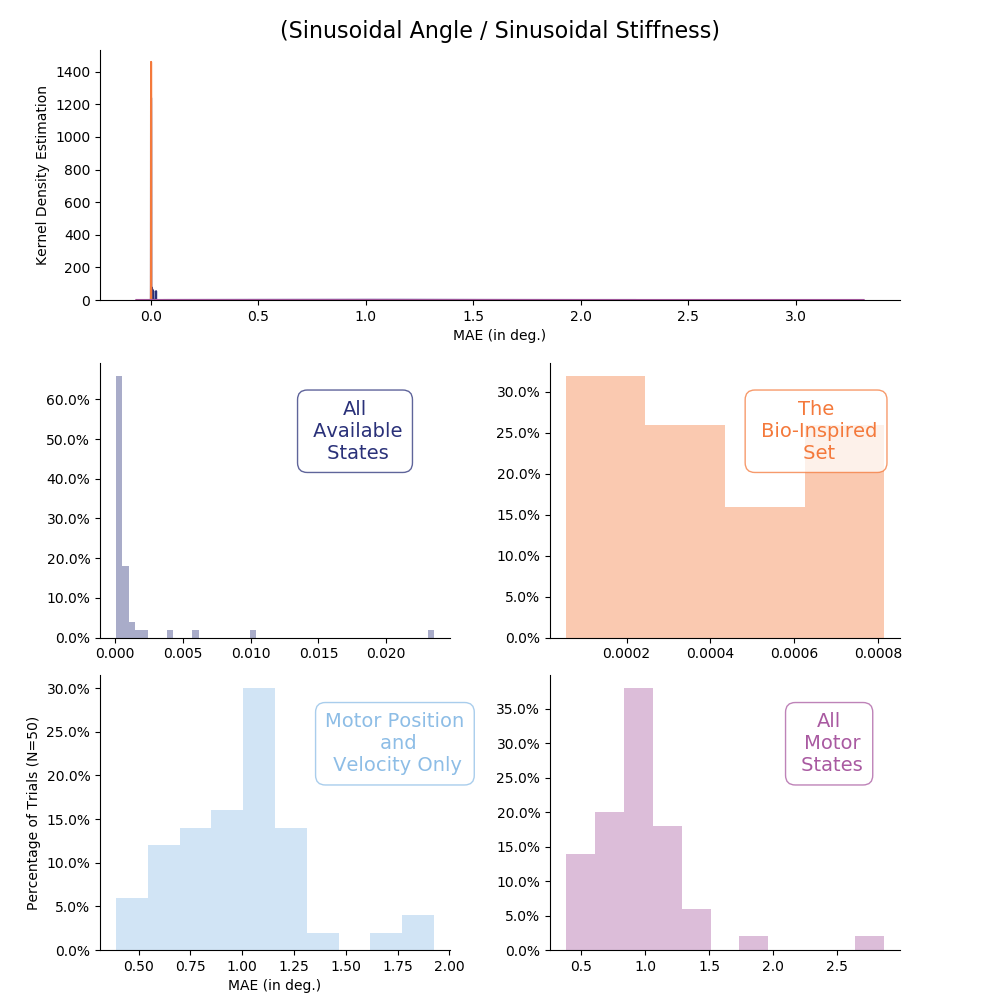 (Sinusoidal Angle / Sinusoidal Stiffness)
Kernel Density Estimation
1400
1200
1000
800
600
400
200
0
0.0 0.5 1.0 1.5 2.0 2.5 3.0
MAE (in deg.)
All
Available
States
60.0%
50.0%
40.0%
30.0%
20.0%
10.0%
0.0%
0.000 0.005 0.010 0.015 0.020
The
Bio-Inspired
Set
30.0%
25.0%
20.0%
15.0%
10.0%
5.0%
0.0%
0.0002 0.0004 0.0006 0.0008
Motor Position
and
Velocity Only
Percentage of Trials (N=50)
30.0%
25.0%
20.0%
15.0%
10.0%
5.0%
0.0%
0.50 0.75 1.00 1.25 1.50 1.75 2.00
MAE (in deg.)
All
Motor
States
35.0%
30.0%
25.0%
20.0%
15.0%
10.0%
5.0%
0.0%
0.5 1.0 1.5 2.0 2.5